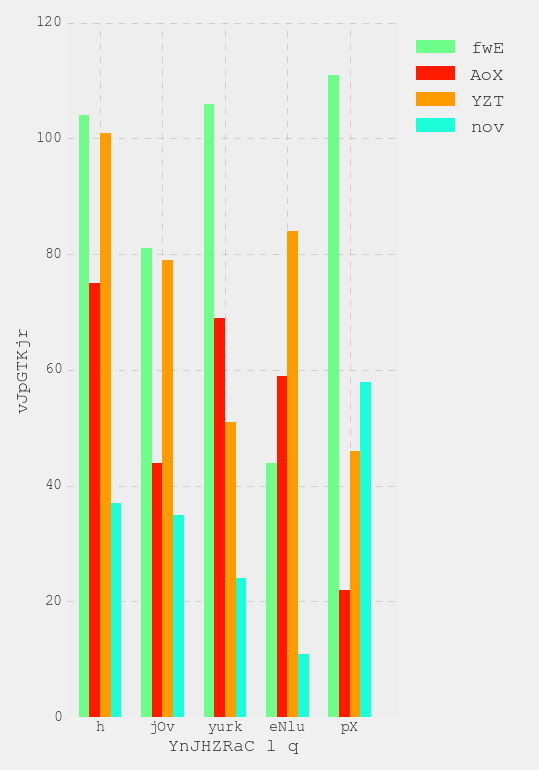 120
100
80
60
40
20
0
vJpGTKjr
h jOv yurk eNlu pX
YnJHZRaC l q
fwE
AoX
YZT
nov